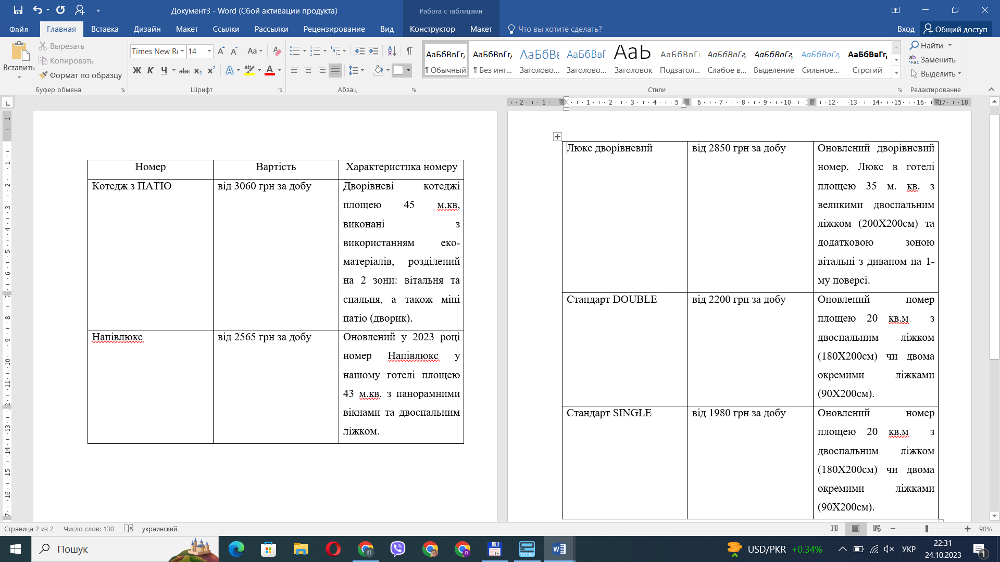 Документ3 - Word (Сбой активации продукта)
Работа с таблицами
Файл
Главная
Вставка
Дизайн
Макет
Ссылки
Рассылки
Рецензирование
Вид
Конструктор
Макет
Что вы хотите сделать?
Вход
Общий доступ
Вставить
Вырезать
Копировать
Формат по образцу
Буфер обмена
Times New Ro
14
Шрифт
Абзац
АаБбВвГг, АаБбВвГг, АаБбВв АаБбВвГ АаБ АаБбВвГг АаБбВвГг, АаБбВвГг, АаБбВвГг, АаБбВвГг,
¶ Обычный
¶ Без инт...
Заголово...
Заголово...
Заголовок
Подзагол...
Слабое в...
Выделение
Сильное...
Строгий
Стили
Найти
Заменить
Выделить
Редактирование
Номер
Вартість
Характеристика номеру
Котедж з ПАТІО
від 3060 грн за добу
Дворівневі котеджі
площею 45 м.кв,
виконані з
використанням еко-
матеріалів, розділений
на 2 зони: вітальня та
спальня, а також міні
патіо (дворик).
Напівлюкс
від 2565 грн за добу
Оновлений у 2023 році
номер Напівлюкс у
нашому готелі площею
43 м.кв. з панорамними
вікнами та двоспальним
ліжком.
Люкс дворівневий
від 2850 грн за добу
Оновлений дворівневий
номер. Люкс в готелі
площею 35 м. кв. з
великими двоспальним
ліжком (200Х200см) та
додатковою зоною
вітальні з диваном на 1-
му поверсі.
Стандарт DOUBLE
від 2200 грн за добу
Оновлений номер
площею 20 кв.м з
двоспальним ліжком
(180Х200см) чи двома
окремими ліжками
(90Х200см).
Стандарт SINGLE
від 1980 грн за добу
Оновлений номер
площею 20 кв.м з
двоспальним ліжком
(180Х200см) чи двома
окремими ліжками
(90Х200см).
Страница 2 из 2
Число слов: 130
украинский
90%
Пошук
USD/PKR +0.34%
УКР
22:31
24.10.2023
1